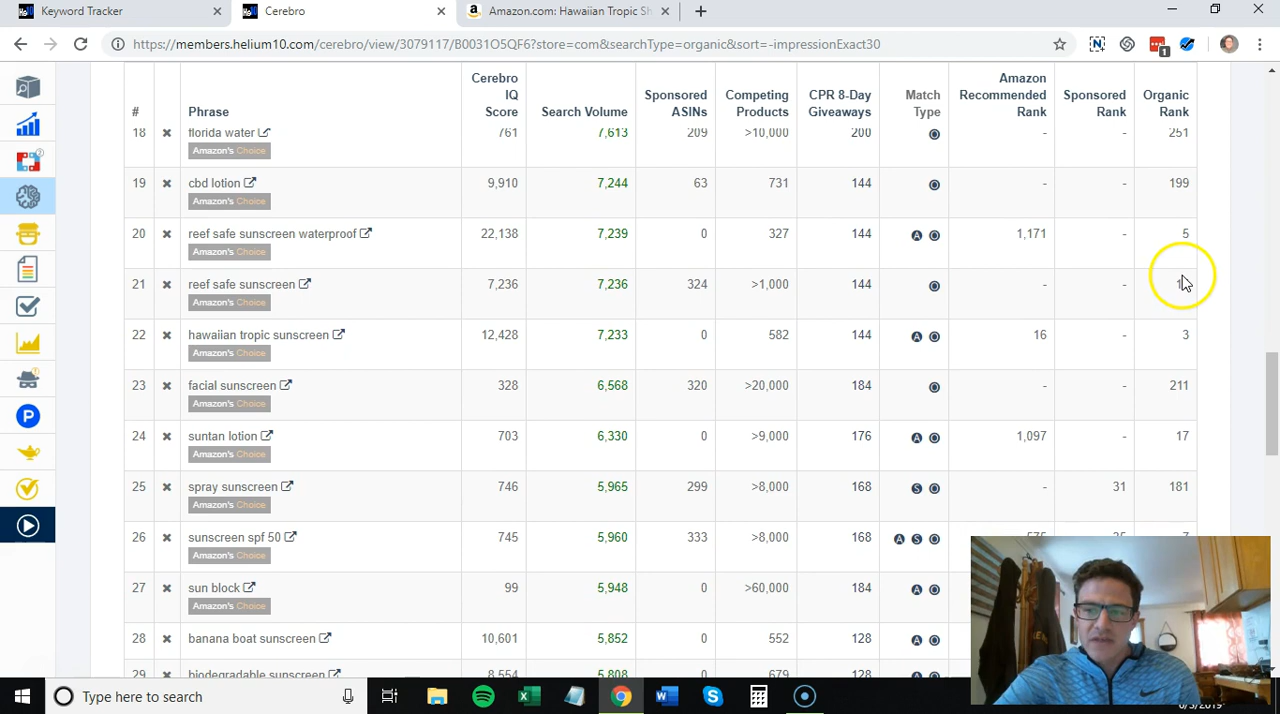 Keyword Tracker
Cerebro
Amazon.com: Hawaiian Tropic Sh
https://members.helium10.com/cerebro/view/3079117/B0031O5QF6?store=com&searchType=organic&sort=-impressionExact30
# Phrase Cerebro IQ Score Search Volume Sponsored ASINs Competing Products CPR 8-Day Giveaways Match Type Amazon Recommended Rank Sponsored Rank Organic Rank
18 florida water 761 7,613 209 >10,000 200 O - - 251
Amazon's Choice
19 cbd lotion 9,910 7,244 63 731 144 O - - 199
Amazon's Choice
20 reef safe sunscreen waterproof 22,138 7,239 0 327 144 A O 1,171 - 5
Amazon's Choice
21 reef safe sunscreen 7,236 7,236 324 >1,000 144 O - -
Amazon's Choice
22 hawaiian tropic sunscreen 12,428 7,233 0 582 144 A O 16 - 3
Amazon's Choice
23 facial sunscreen 328 6,568 320 >20,000 184 O - - 211
Amazon's Choice
24 suntan lotion 703 6,330 0 >9,000 176 A O 1,097 - 17
Amazon's Choice
25 spray sunscreen 746 5,965 299 >8,000 168 S O - 31 181
Amazon's Choice
26 sunscreen spf 50 745 5,960 333 >8,000 168 A S O
Amazon's Choice
27 sun block 99 5,948 0 >60,000 184 A O
Amazon's Choice
28 banana boat sunscreen 10,601 5,852 0 552 128 A O
29 biodegradable sunscreen 8,554 5,808 0 679 128
Type here to search